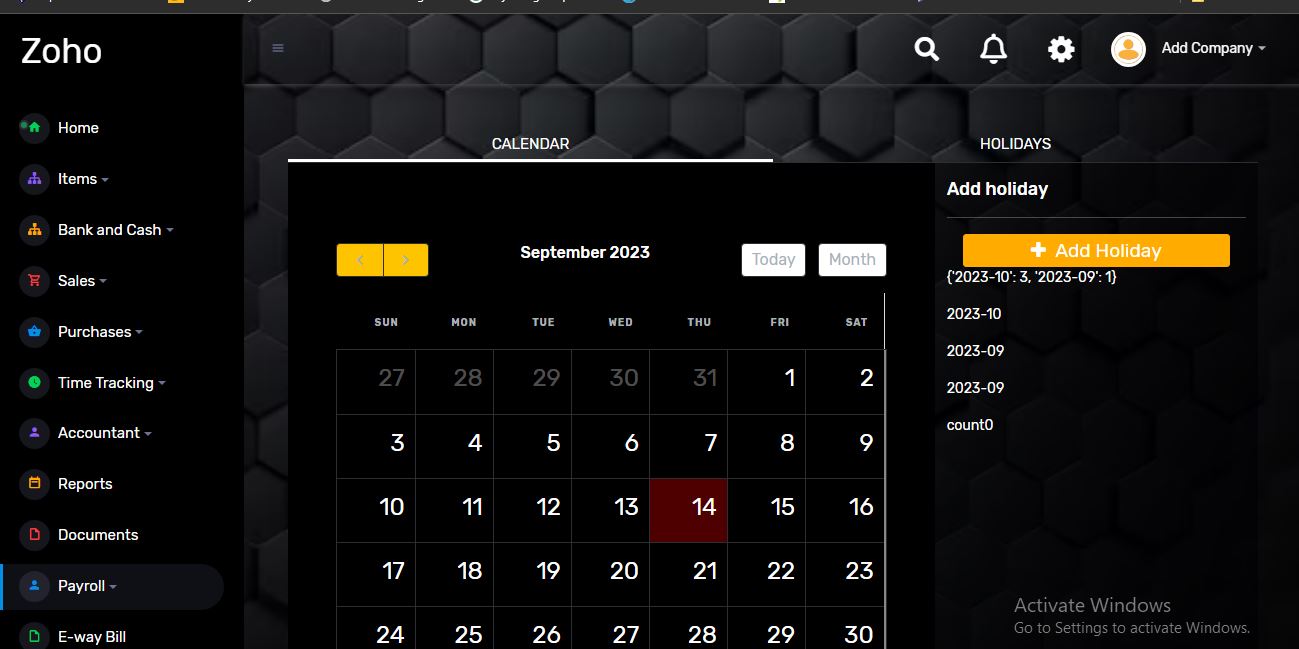 Zoho
Add Company
Home
Items
Bank and Cash
Sales
Purchases
Time Tracking
Accountant
Reports
Documents
Payroll
E-way Bill
CALENDAR
HOLIDAYS
September 2023
Today
Month
SUN MON TUE WED THU FRI SAT
27 28 29 30 31 1 2
3 4 5 6 7 8 9
10 11 12 13 14 15 16
17 18 19 20 21 22 23
24 25 26 27 28 29 30
Add holiday
Add Holiday
{'2023-10': 3, '2023-09': 1}
2023-10
2023-09
2023-09
count0
Activate Windows
Go to Settings to activate Windows.